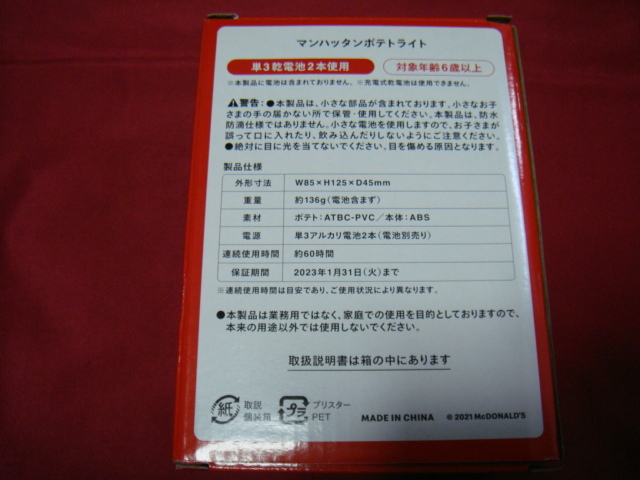 マンハッタンポテトライト
単3乾電池2本使用
対象年齢6歳以上
※本製品に電池は含まれておりません。※充電式乾電池は使用できません。
⚠警告:●本製品は、小さな部品が含まれております。小さなお子
さまの手の届かない所で保管・使用してください。本製品は、防水
防滴仕様ではありません。小さな電池を使用しますので、お子さまが
誤って口に入れたり、飲み込んだりしないようにご注意ください。
●絶対に目に光を当てないでください。目を傷める原因となります。
製品仕様
外形寸法 W85×H125×D45mm
重量 約136g(電池含まず)
素材 ポテト:ATBC-PVC/本体:ABS
電源 単3アルカリ電池2本(電池別売り)
連続使用時間 約60時間
保証期間 2023年1月31日(火)まで
※連続使用時間は目安であり、ご使用状況により異なります。
●本製品は業務用ではなく、家庭での使用を目的としておりますので、
本来の用途以外では使用しないでください。
取扱説明書は箱の中にあります
紙 取説
個装箱
プラ ブリスター
PET
MADE IN CHINA
© 2021 McDONALD'S